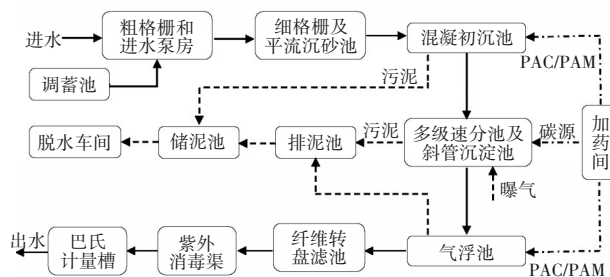 进水
粗格栅和
进水泵房
细格栅及
平流沉砂池
混凝初沉池
PAC/PAM
调蓄池
污泥
脱水车间
储泥池
排泥池
污泥
多级速分池及
斜管沉淀池
碳源
加
药
间
曝气
出水
巴氏
计量槽
紫外
消毒渠
纤维转
盘滤池
气浮池
PAC/PAM